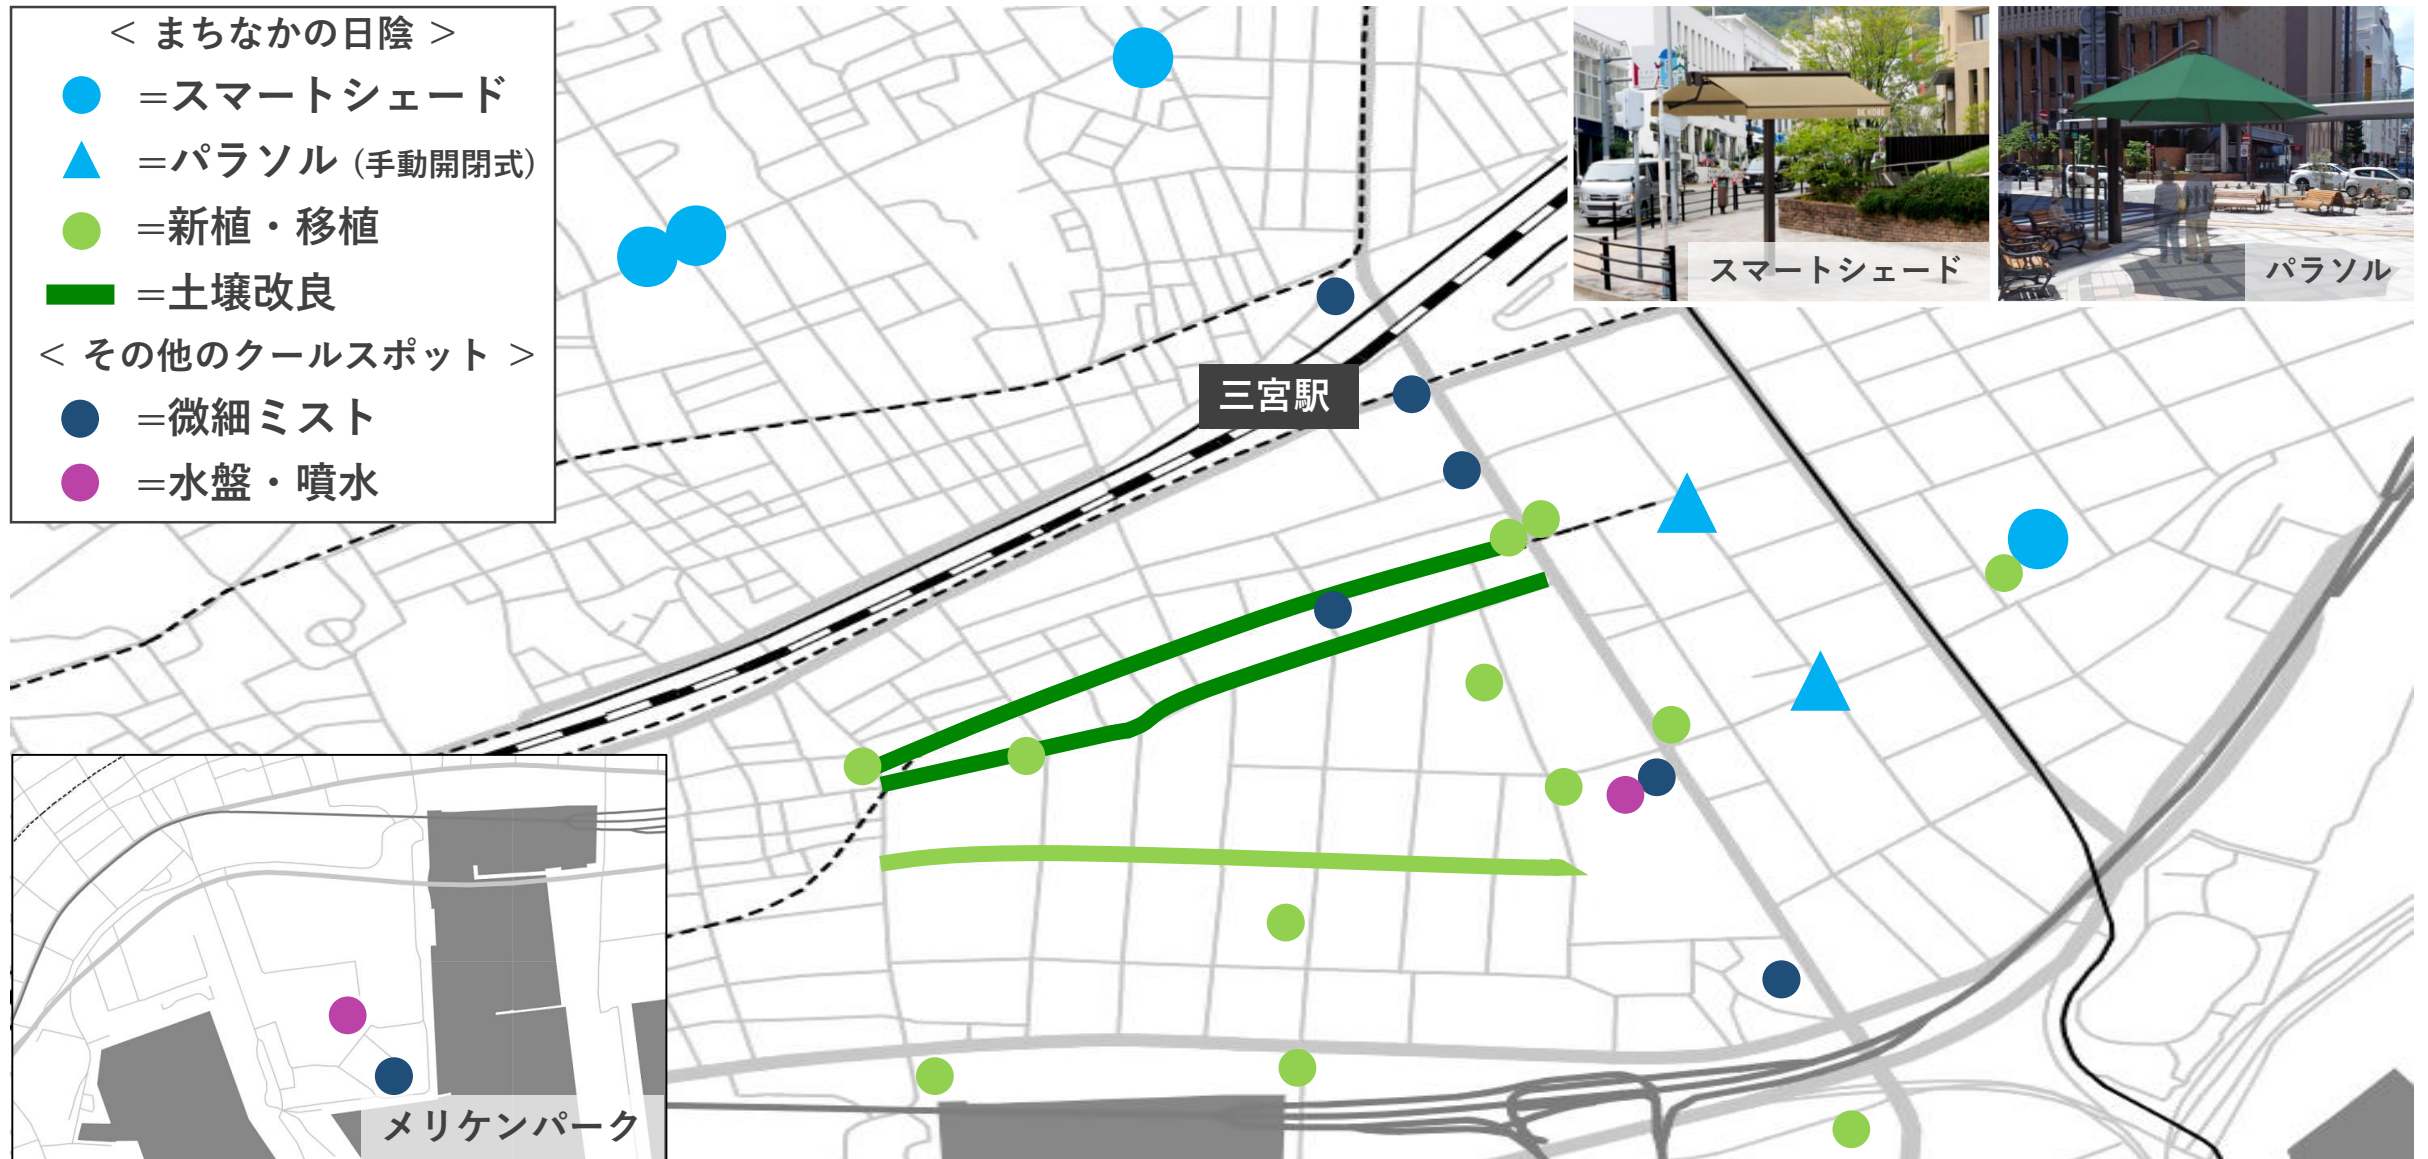 ＜ まちなかの日陰 ＞
=スマートシェード
=パラソル (手動開閉式)
=新植・移植
=土壌改良
＜ その他のクールスポット ＞
=微細ミスト
=水盤・噴水
BE KOBE
スマートシェード
パラソル
三宮駅
メリケンパーク